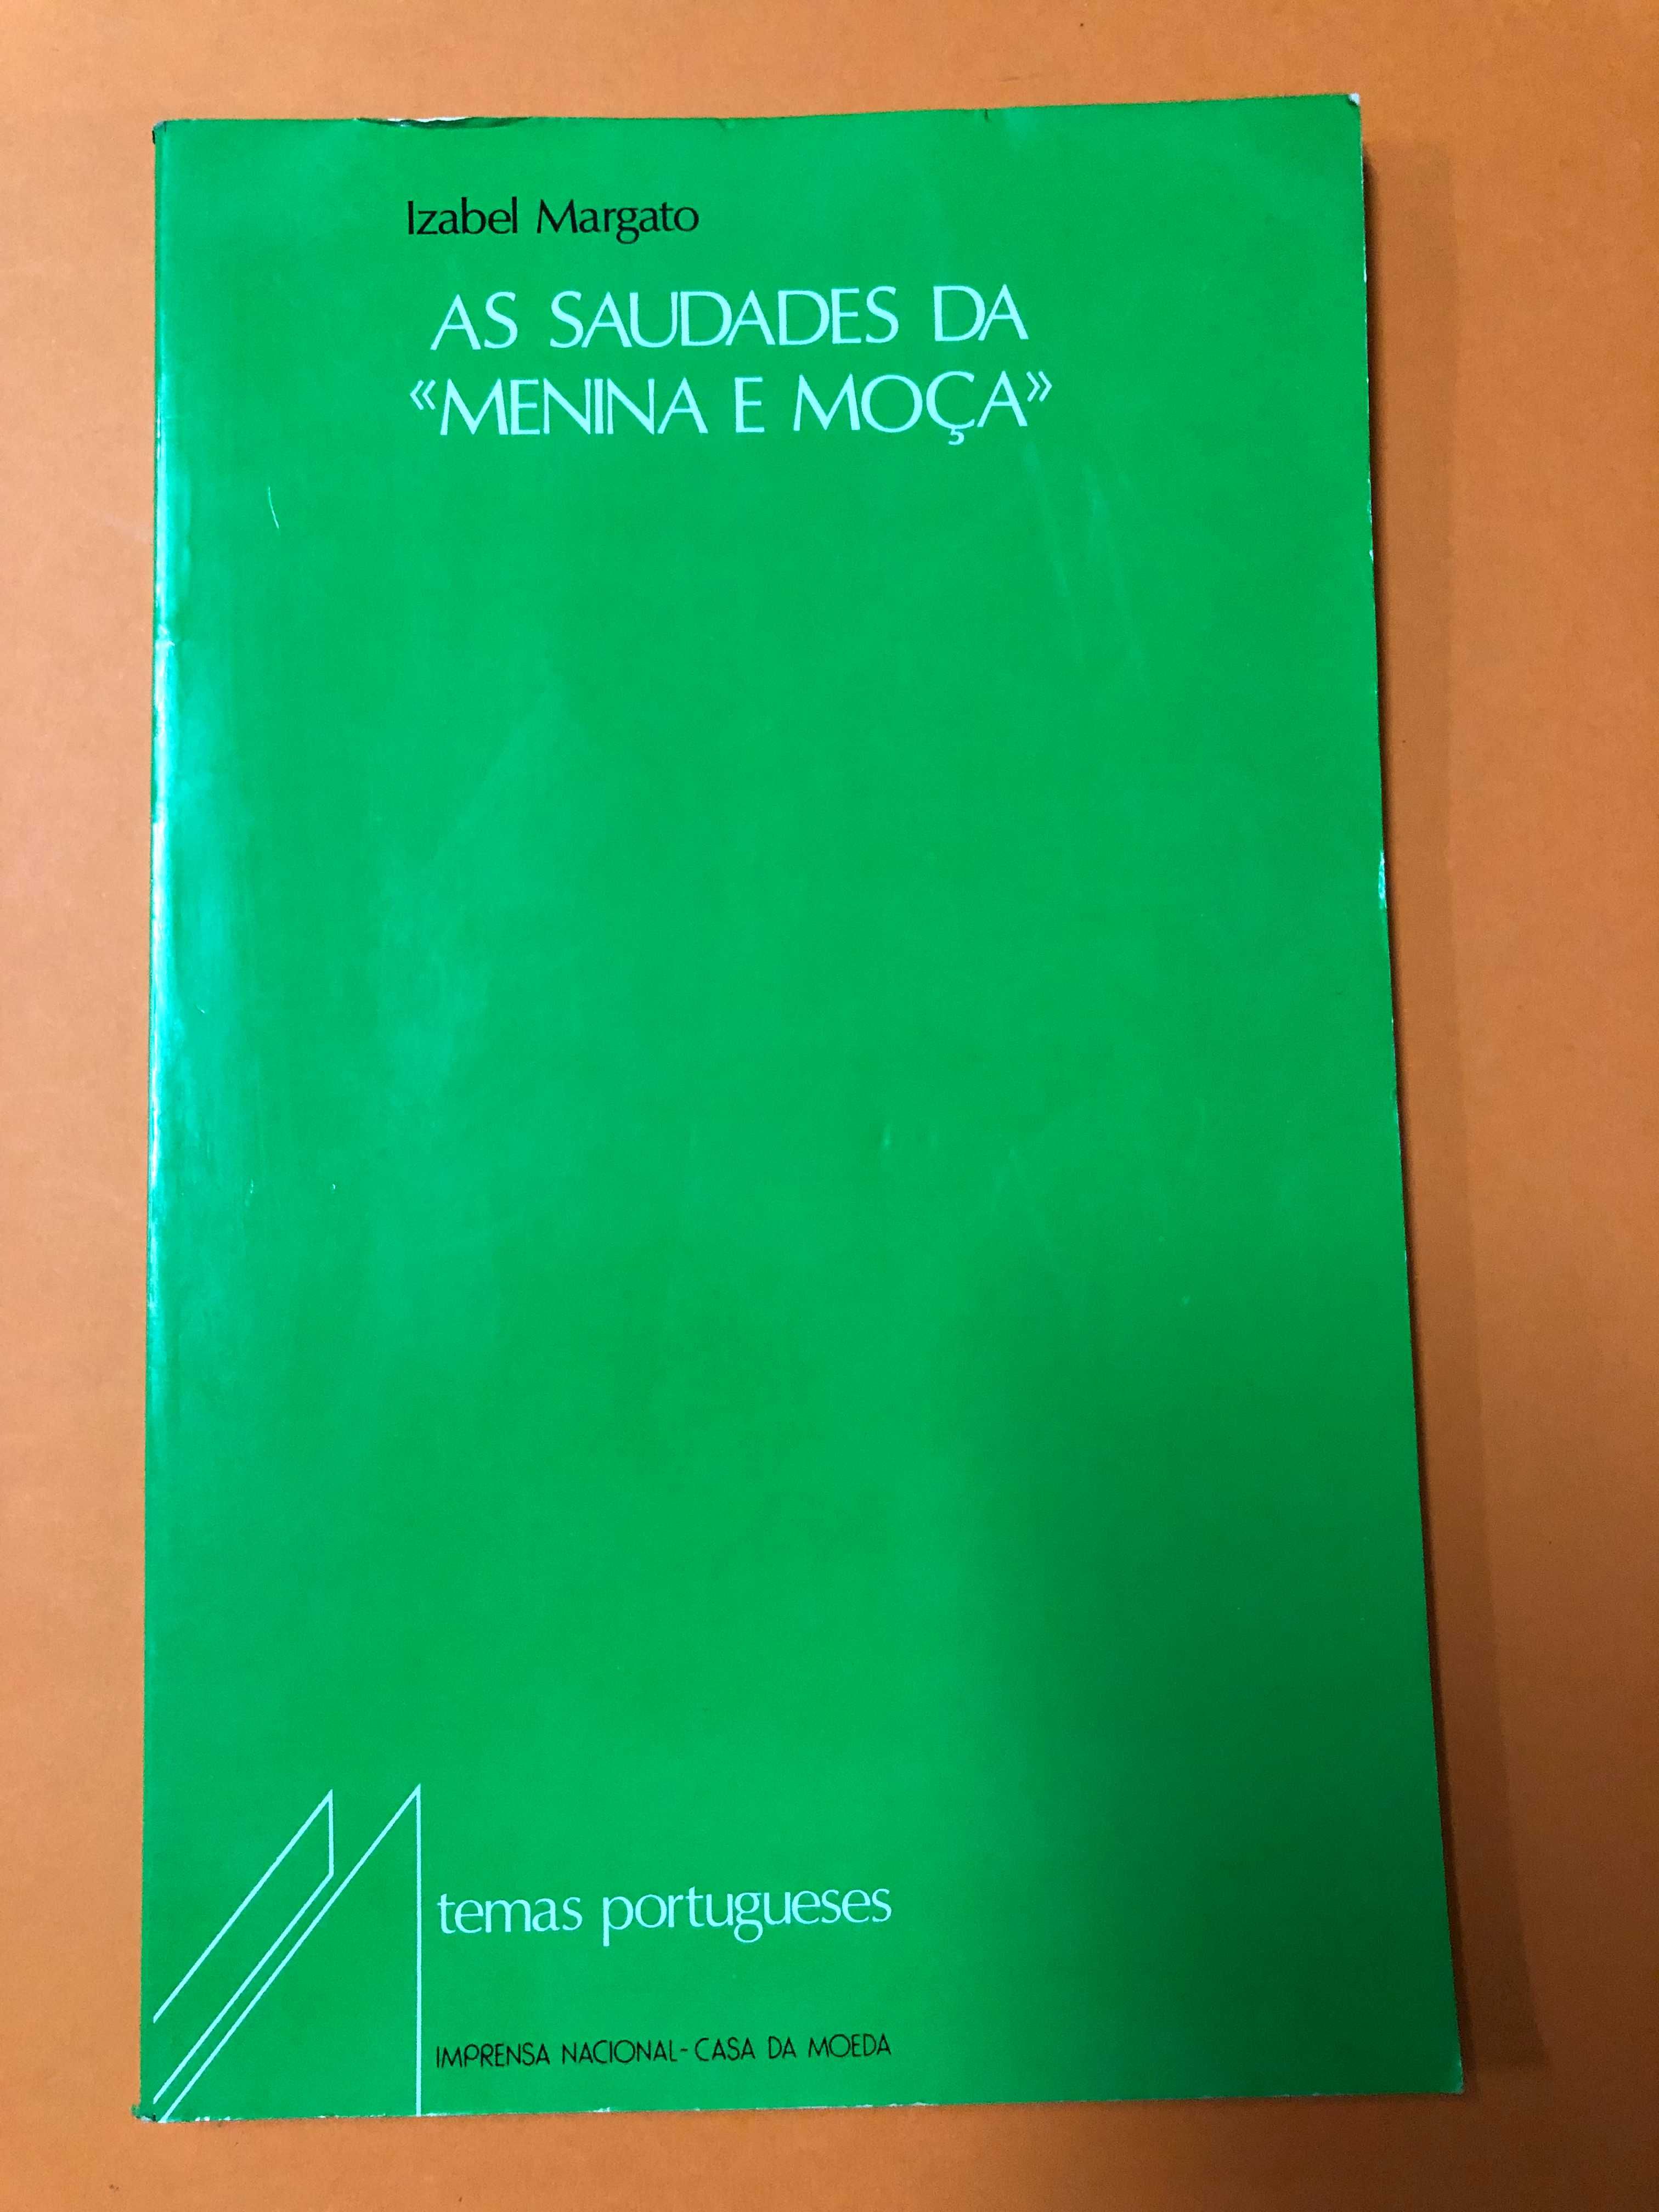 Izabel Margato
AS SAUDADES DA
«MENINA E MOÇA»
temas portugueses
IMPRENSA NACIONAL-CASA DA MOEDA